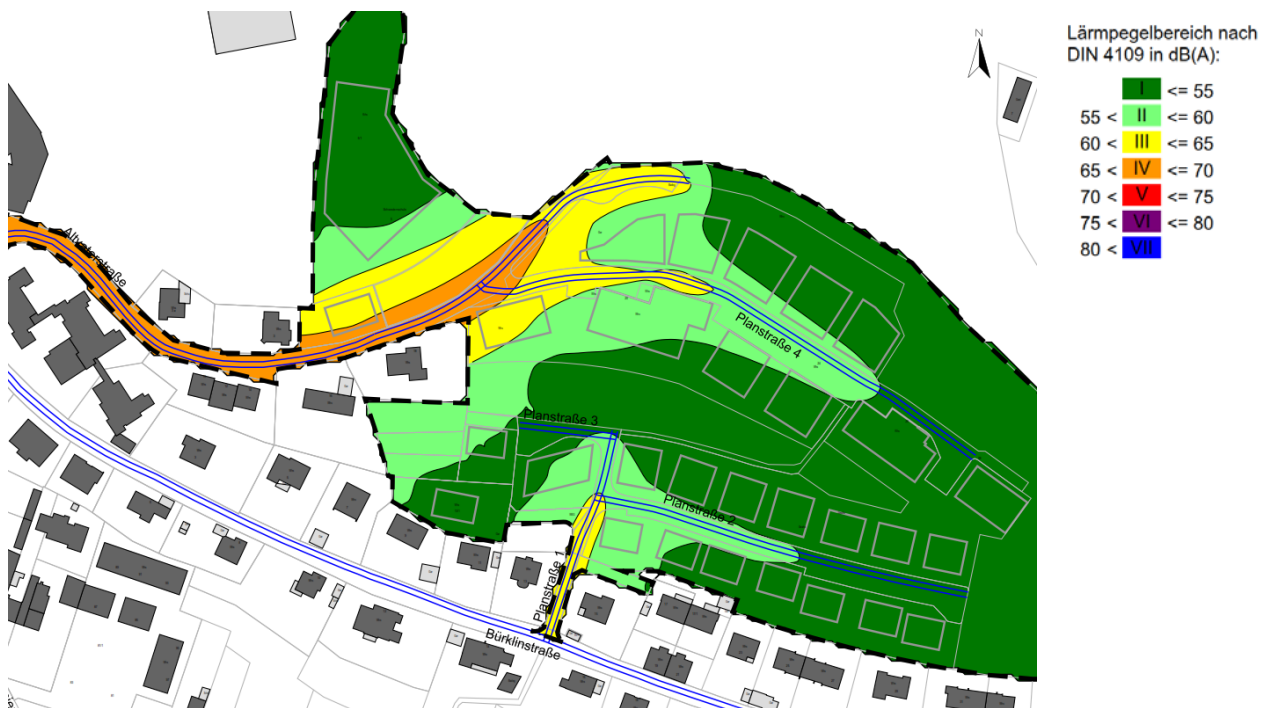 Lärmpegelbereich nach
DIN 4109 in dB(A):
I <= 55
55 < II <= 60
60 < III <= 65
65 < IV <= 70
70 < V <= 75
75 < VI <= 80
80 < VII
N
Altvaterstraße
Planstraße 4
Planstraße 3
Planstraße 2
Planstraße 1
Bürklinstraße